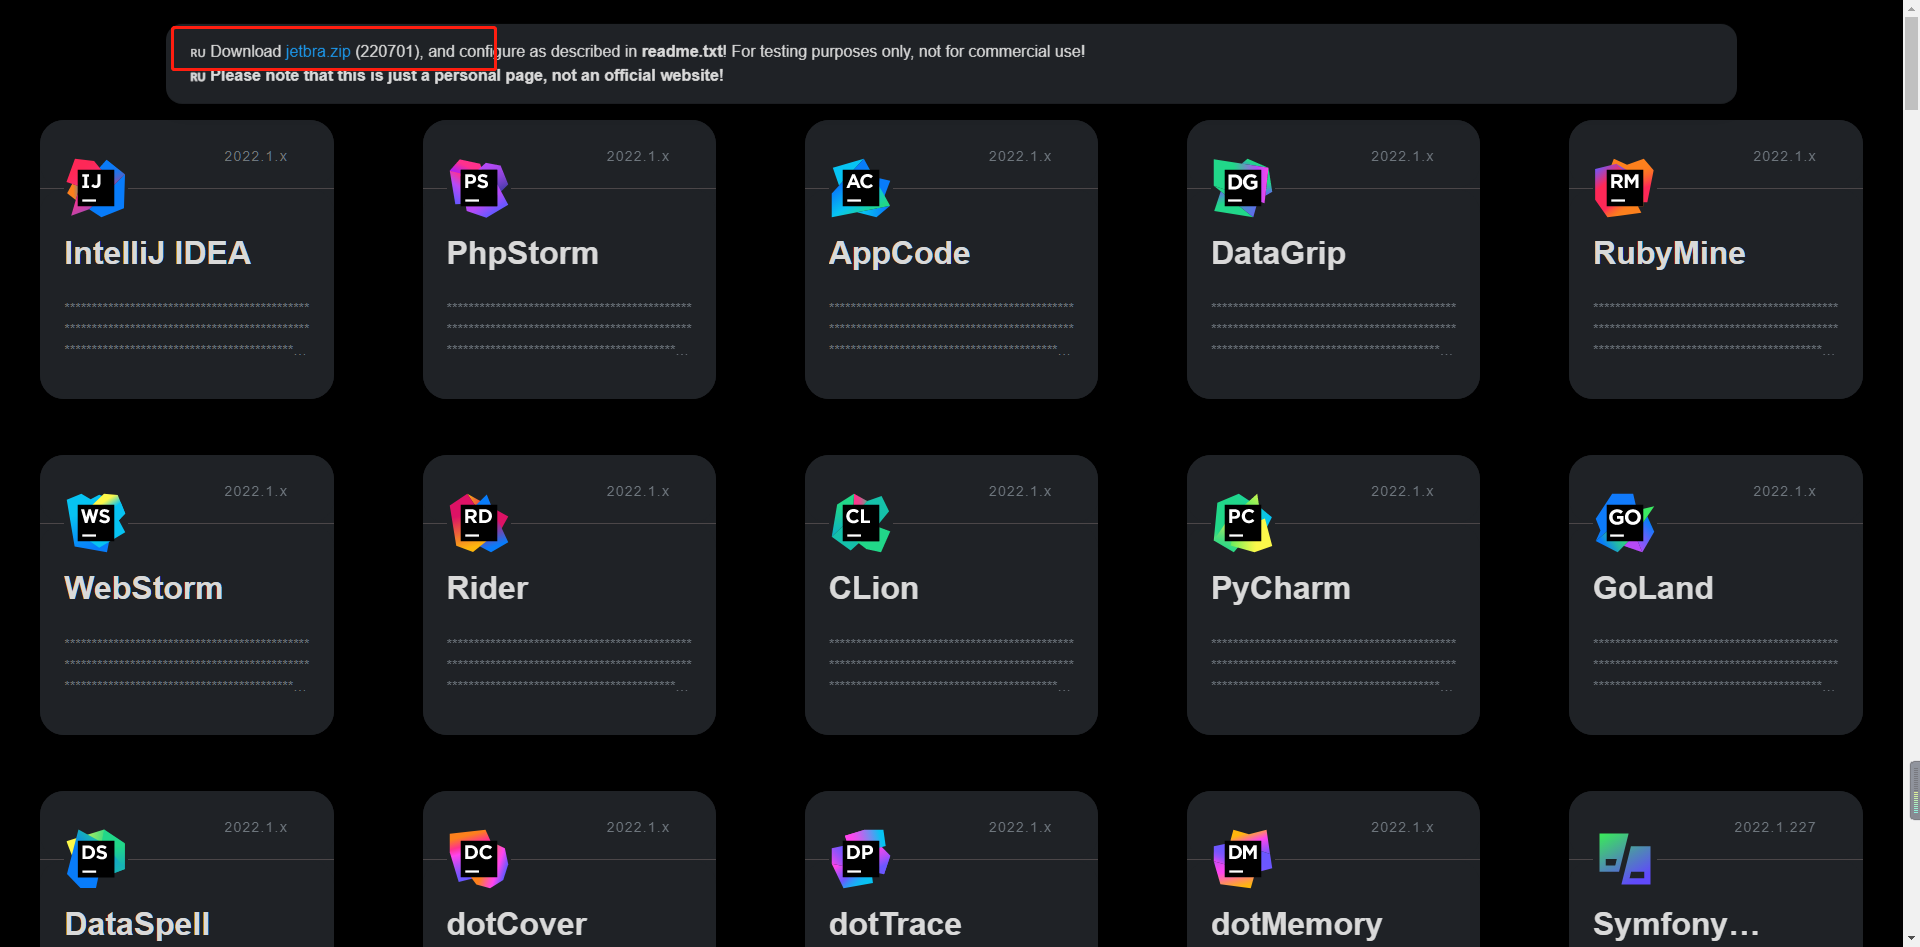 RU Download jetbra.zip (220701), and configure as described in readme.txt! For testing purposes only, not for commercial use!
RU Please note that this is just a personal page, not an official website!
2022.1.x
IJ
IntelliJ IDEA
*********************************************
*********************************************
******************************************...
2022.1.x
PS
PhpStorm
*********************************************
*********************************************
******************************************...
2022.1.x
AC
AppCode
*********************************************
*********************************************
******************************************...
2022.1.x
DG
DataGrip
*********************************************
*********************************************
******************************************...
2022.1.x
RM
RubyMine
*********************************************
*********************************************
******************************************...
2022.1.x
WS
WebStorm
*********************************************
*********************************************
******************************************...
2022.1.x
RD
Rider
*********************************************
*********************************************
******************************************...
2022.1.x
CL
CLion
*********************************************
*********************************************
******************************************...
2022.1.x
PC
PyCharm
*********************************************
*********************************************
******************************************...
2022.1.x
GO
GoLand
*********************************************
*********************************************
******************************************...
2022.1.x
DS
DataSpell
2022.1.x
DC
dotCover
2022.1.x
DP
dotTrace
2022.1.x
DM
dotMemory
2022.1.227
Symfony...